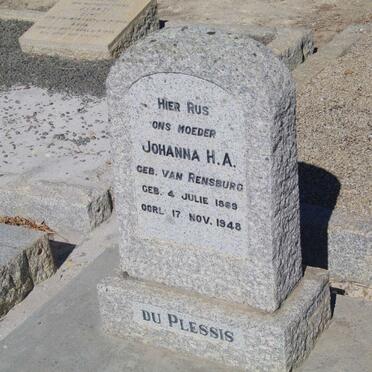 HIER RUS
ONS MOEDER
JOHANNA H.A.
GEB. VAN RENSBURG
GEB. 4 JULIE 1869
OORL. 17 NOV. 1948
DU PLESSIS